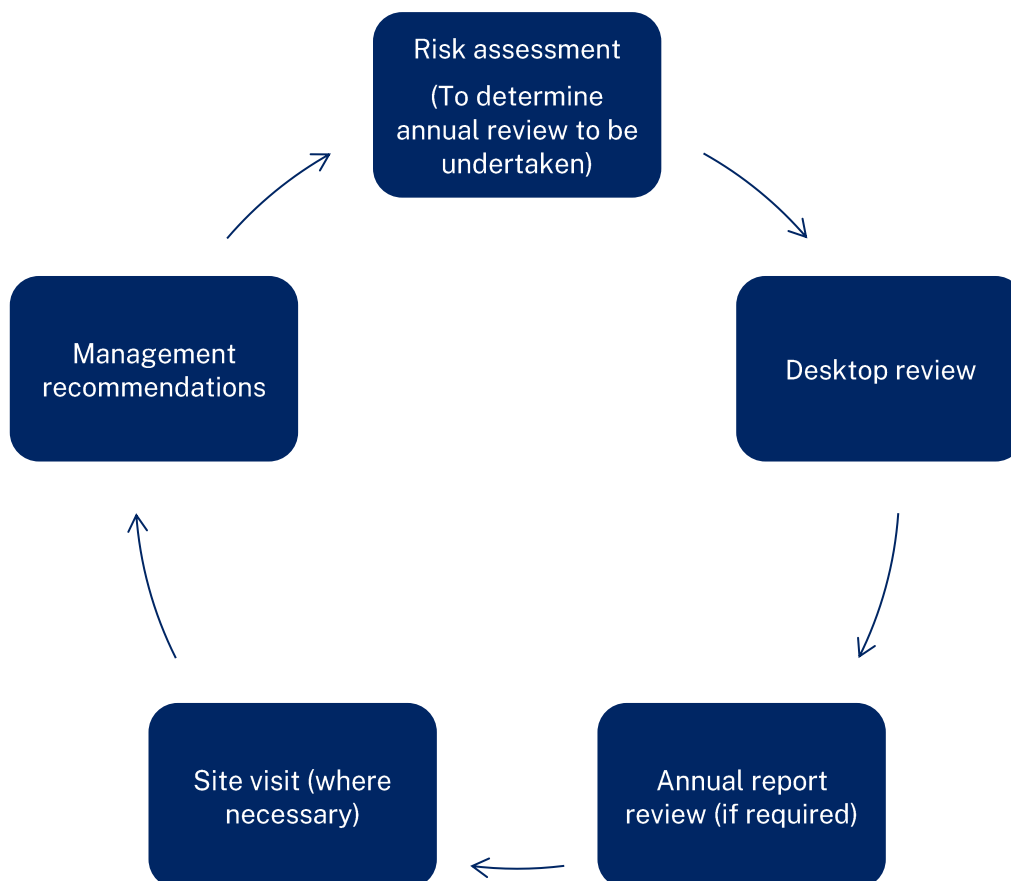 Risk assessment
(To determine
annual review to be
undertaken)
Management
recommendations
Desktop review
Site visit (where
necessary)
Annual report
review (if required)